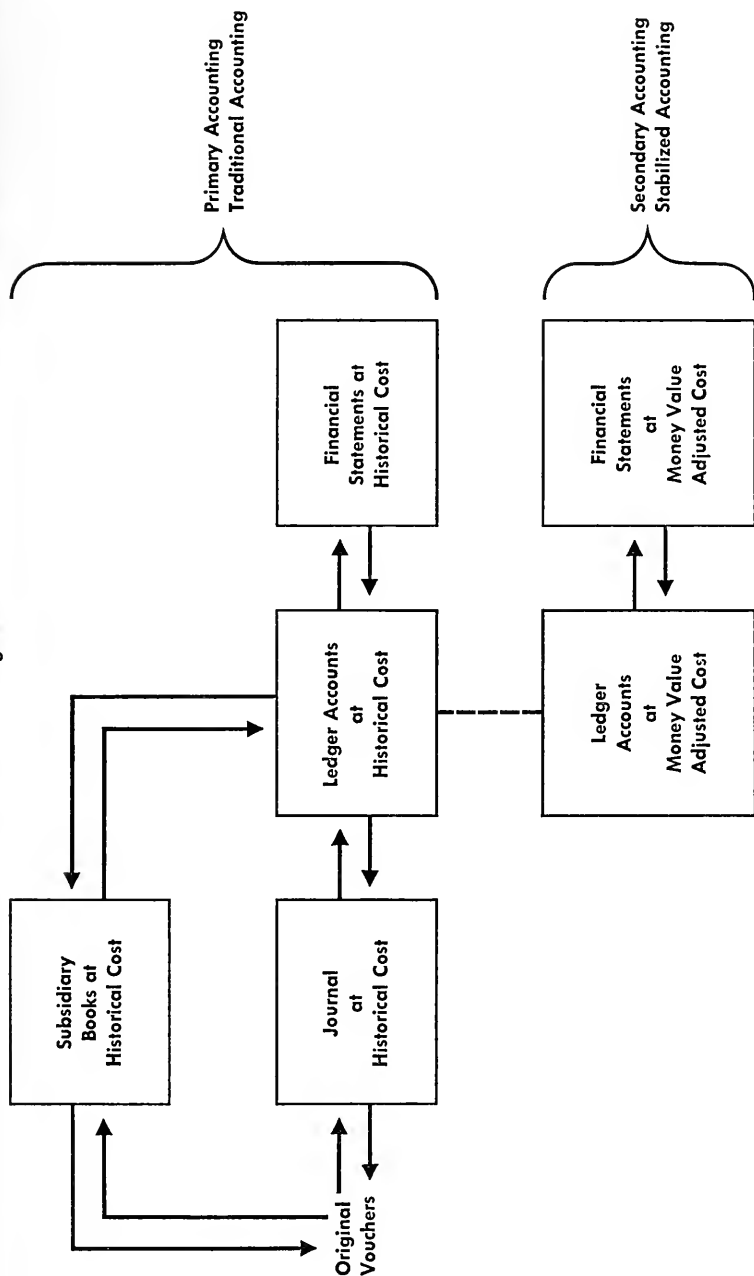 Subsidiary
Books at
Historical Cost
Original
Vouchers
Journal
at
Historical Cost
Ledger Accounts
at
Historical Cost
Financial
Statements at
Historical Cost
Primary Accounting
Traditional Accounting
Ledger
Accounts
at
Money Value
Adjusted Cost
Financial
Statements
at
Money Value
Adjusted Cost
Secondary Accounting
Stabilized Accounting